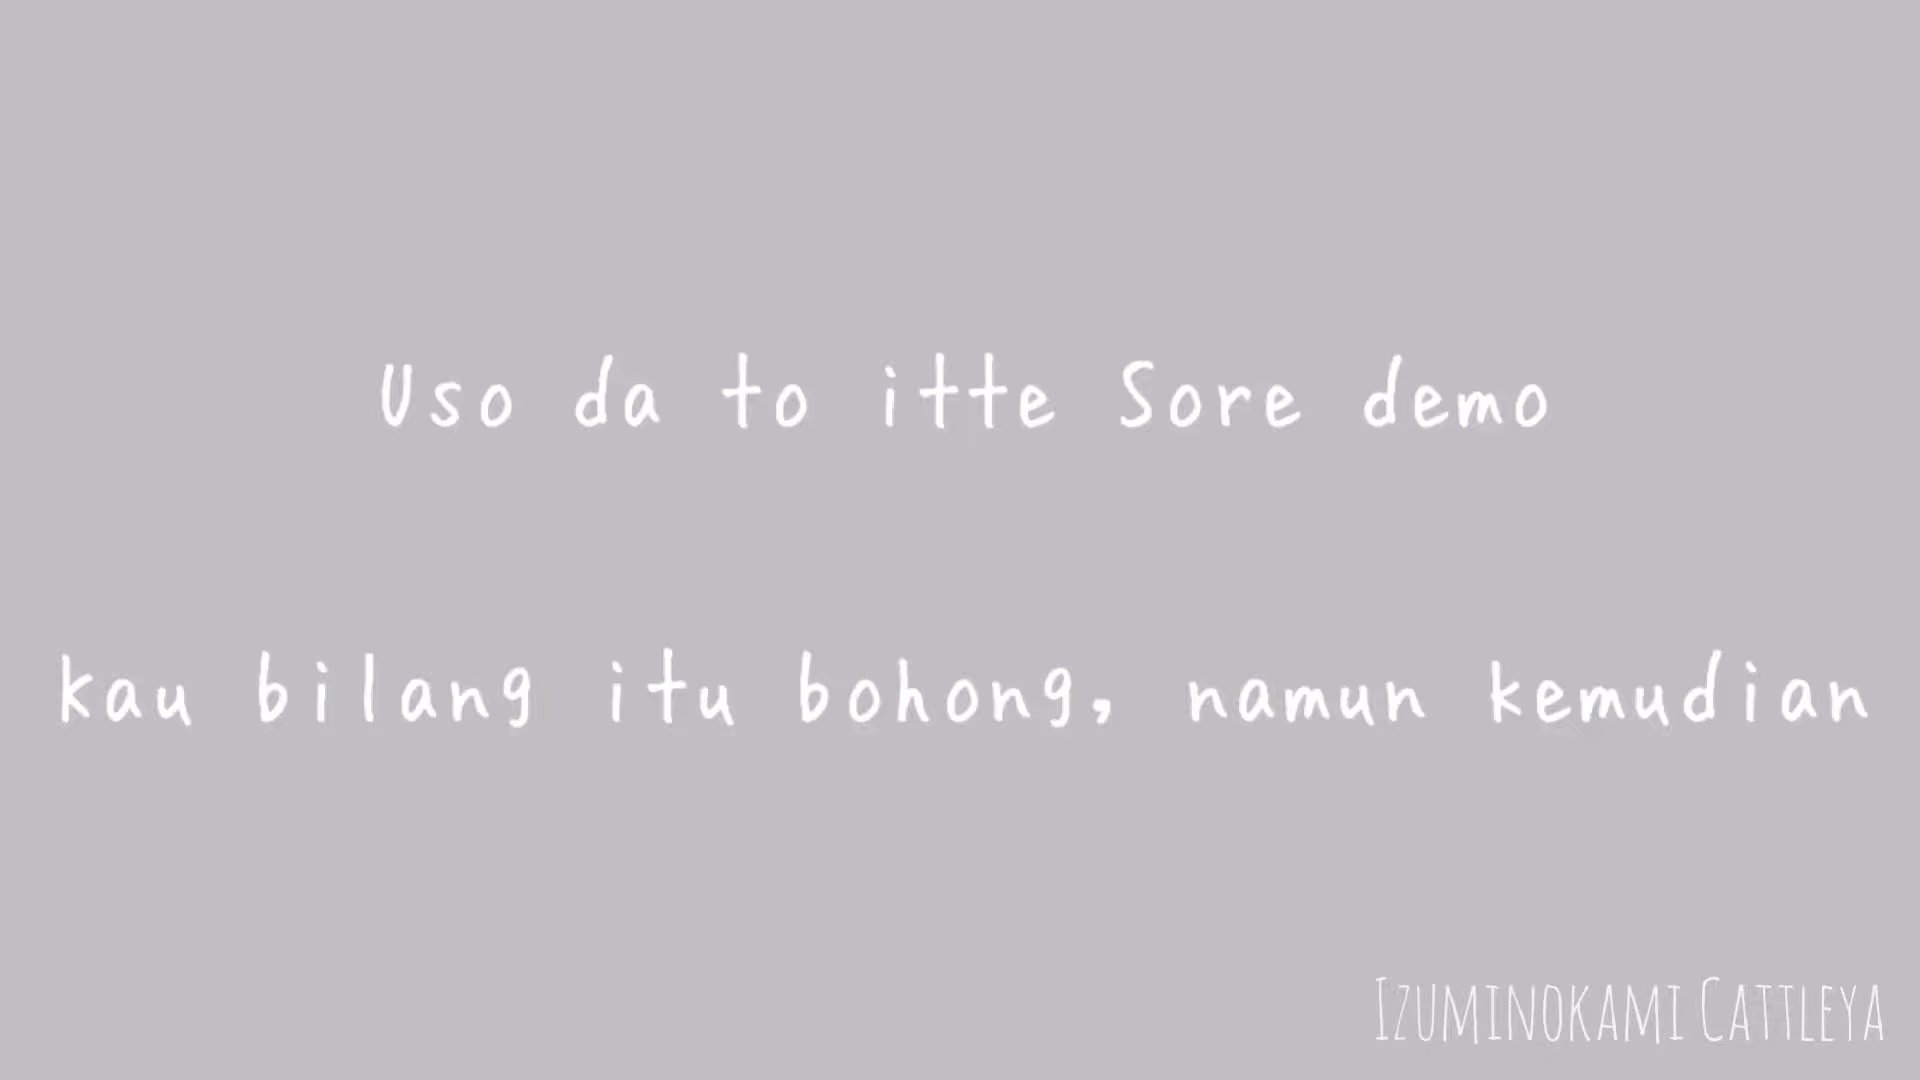 Uso da to itte Sore demo
kau bilang itu bohong, namun kemudian
Izuminokami Cattleya